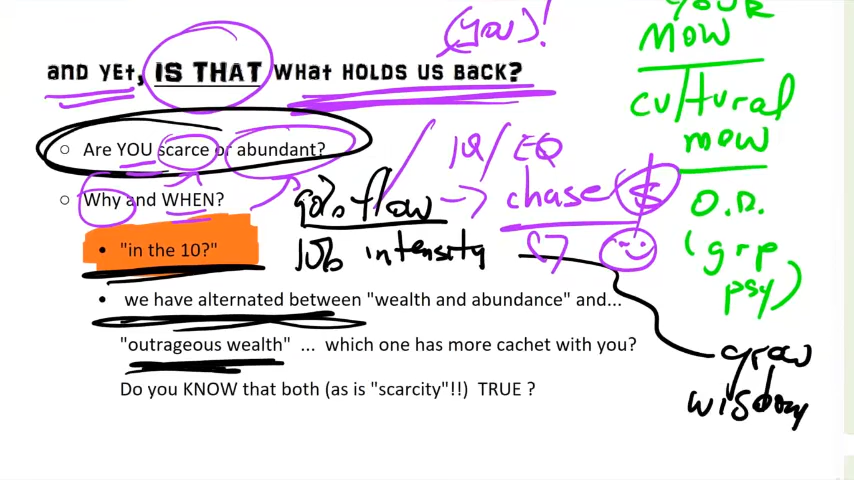 (you)!
and yet, IS THAT what holds us back?
○ Are YOU scarce or abundant?
○ Why and WHEN?
• "in the 10?"
• we have alternated between "wealth and abundance" and...
"outrageous wealth" ... which one has more cachet with you?
Do you KNOW that both (as is "scarcity"!!) TRUE ?
IQ / EQ
90% flow → chase $
10% intensity
your
mow
cultural
mow
O.D.
(grp
psy)
grow
wisdom